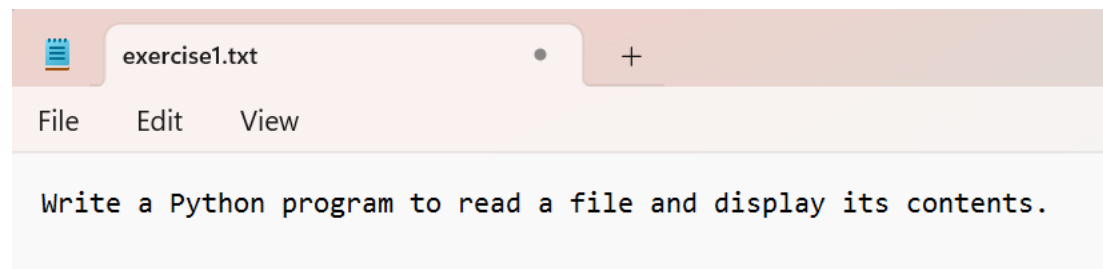 exercise1.txt
File Edit View
Write a Python program to read a file and display its contents.